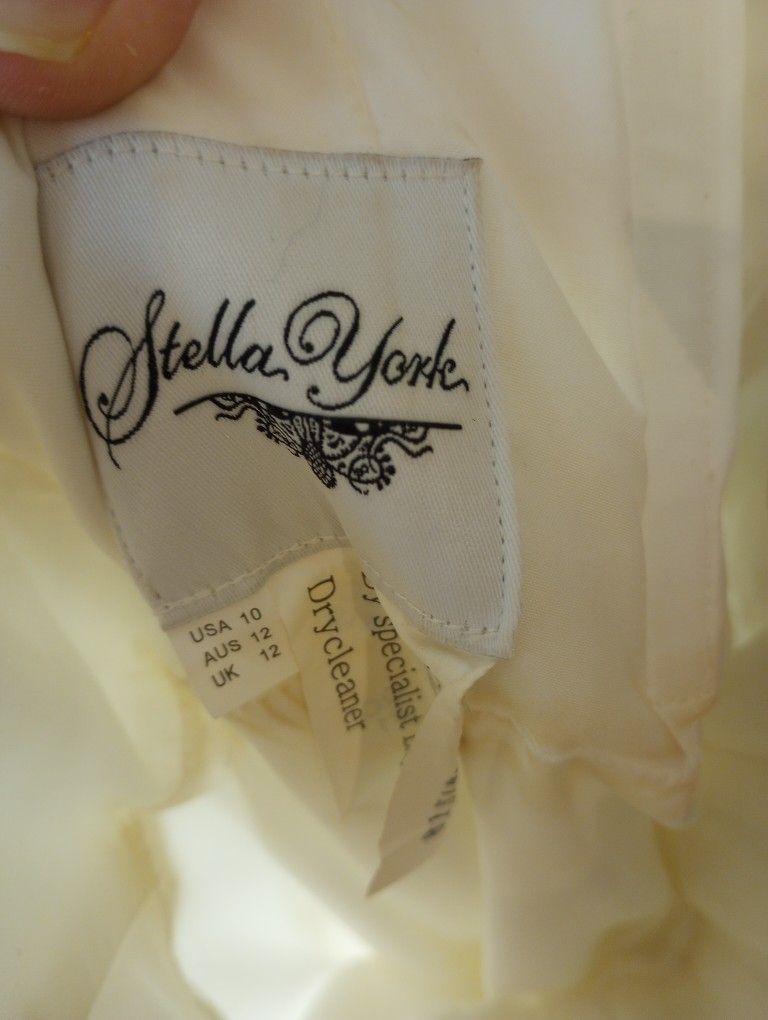 Stella York
USA 10
AUS 12
UK 12
Drycleaner
specialist